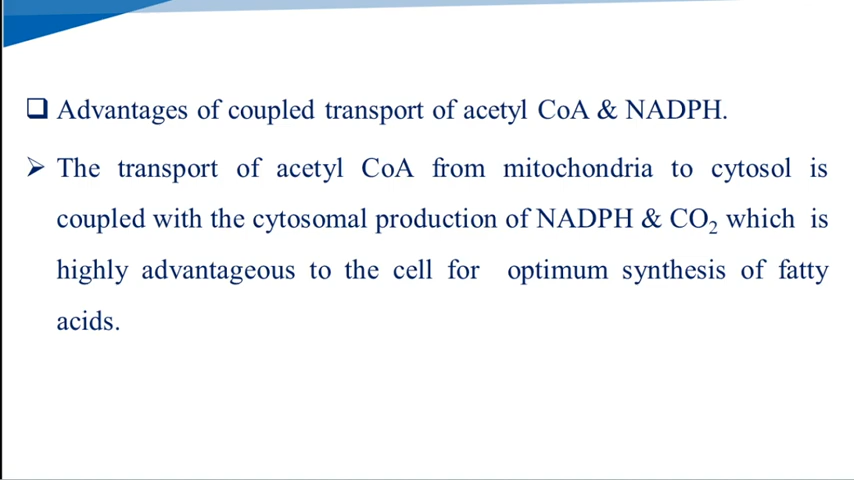 Advantages of coupled transport of acetyl CoA & NADPH.
The transport of acetyl CoA from mitochondria to cytosol is
coupled with the cytosomal production of NADPH & CO₂ which is
highly advantageous to the cell for optimum synthesis of fatty
acids.